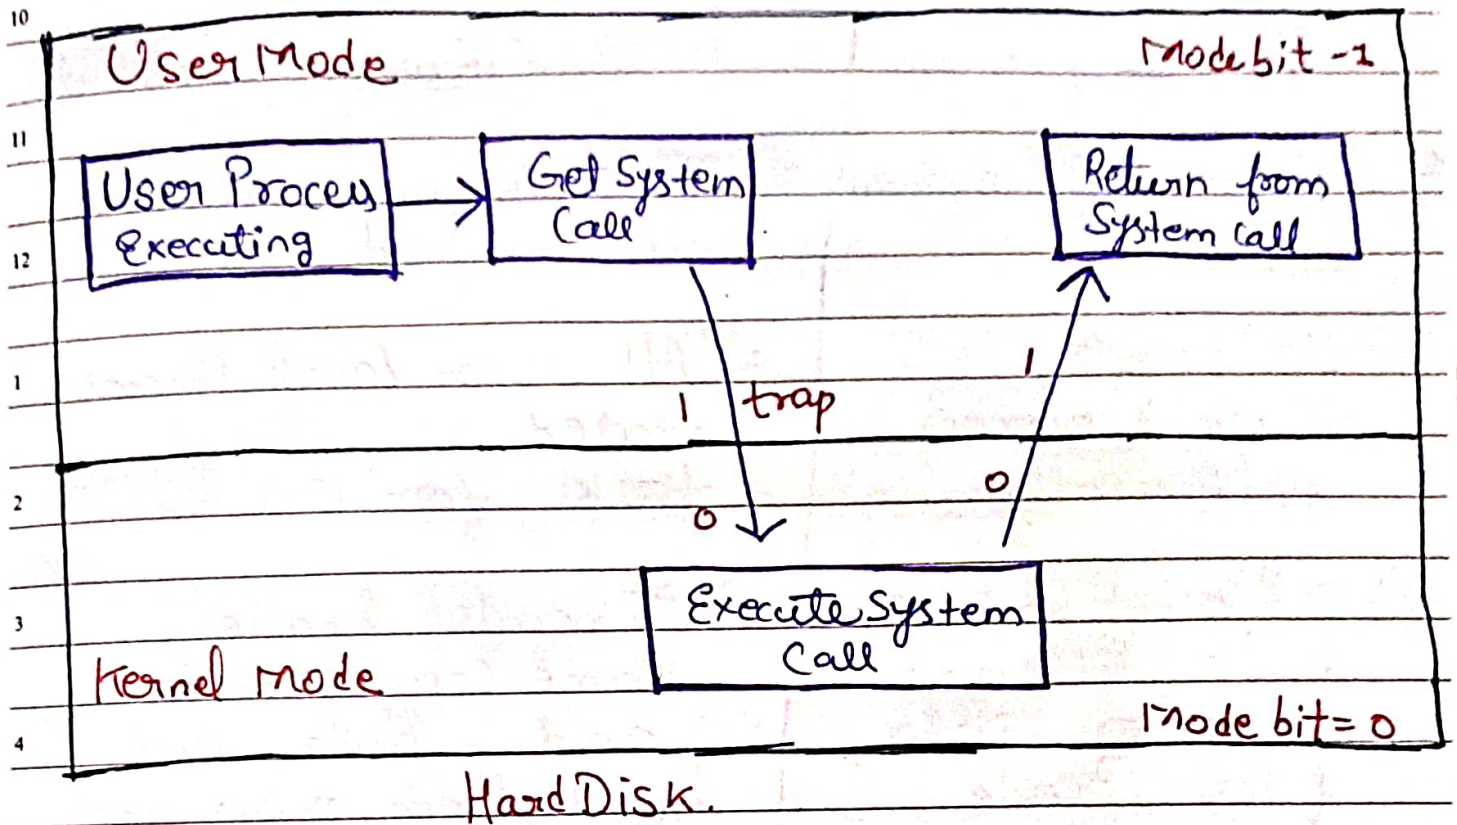 10
User Mode
Mode bit -1
11
User Process
Executing
Get System
Call
Return from
System call
12
1
1
trap
1
2
0
0
3
Execute System
Call
Kernel Mode
Mode bit = 0
4
Hard Disk.